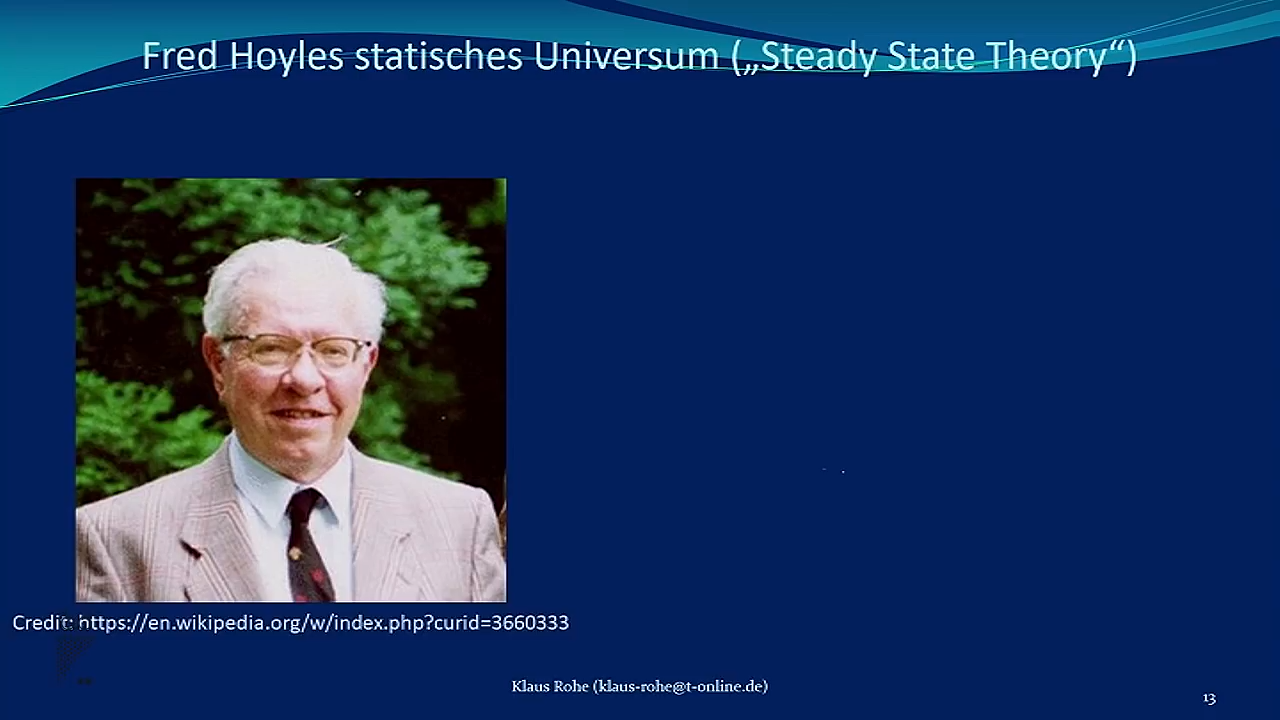 Fred Hoyles statisches Universum („Steady State Theory“)
Credit: https://en.wikipedia.org/w/index.php?curid=3660333
Klaus Rohe (klaus-rohe@t-online.de)
13